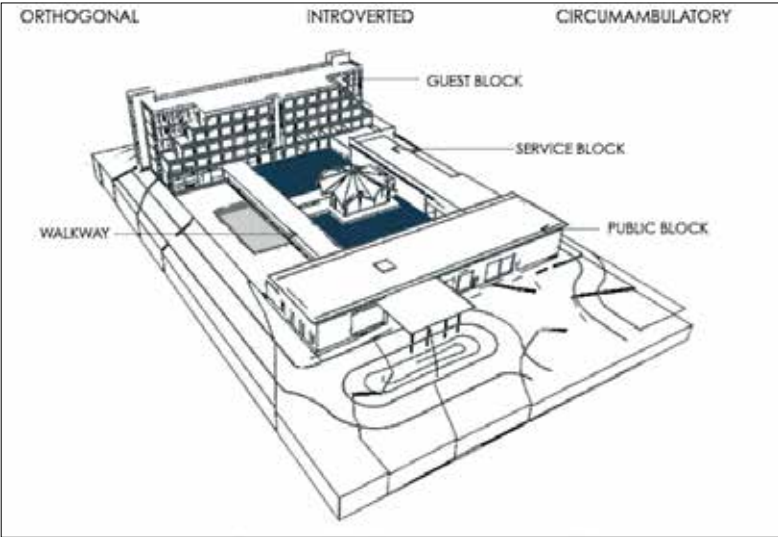 ORTHOGONAL INTROVERTED CIRCUMAMBULATORY
GUEST BLOCK
SERVICE BLOCK
WALKWAY
PUBLIC BLOCK